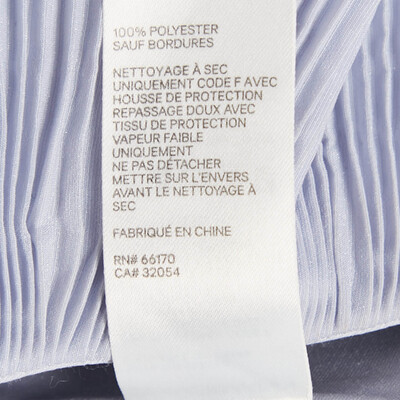 100% POLYESTER
SAUF BORDURES
NETTOYAGE À SEC
UNIQUEMENT CODE F AVEC
HOUSSE DE PROTECTION
REPASSAGE DOUX AVEC
TISSU DE PROTECTION
VAPEUR FAIBLE
UNIQUEMENT
NE PAS DÉTACHER
METTRE SUR L'ENVERS
AVANT LE NETTOYAGE À
SEC
FABRIQUÉ EN CHINE
RN# 66170
CA# 32054